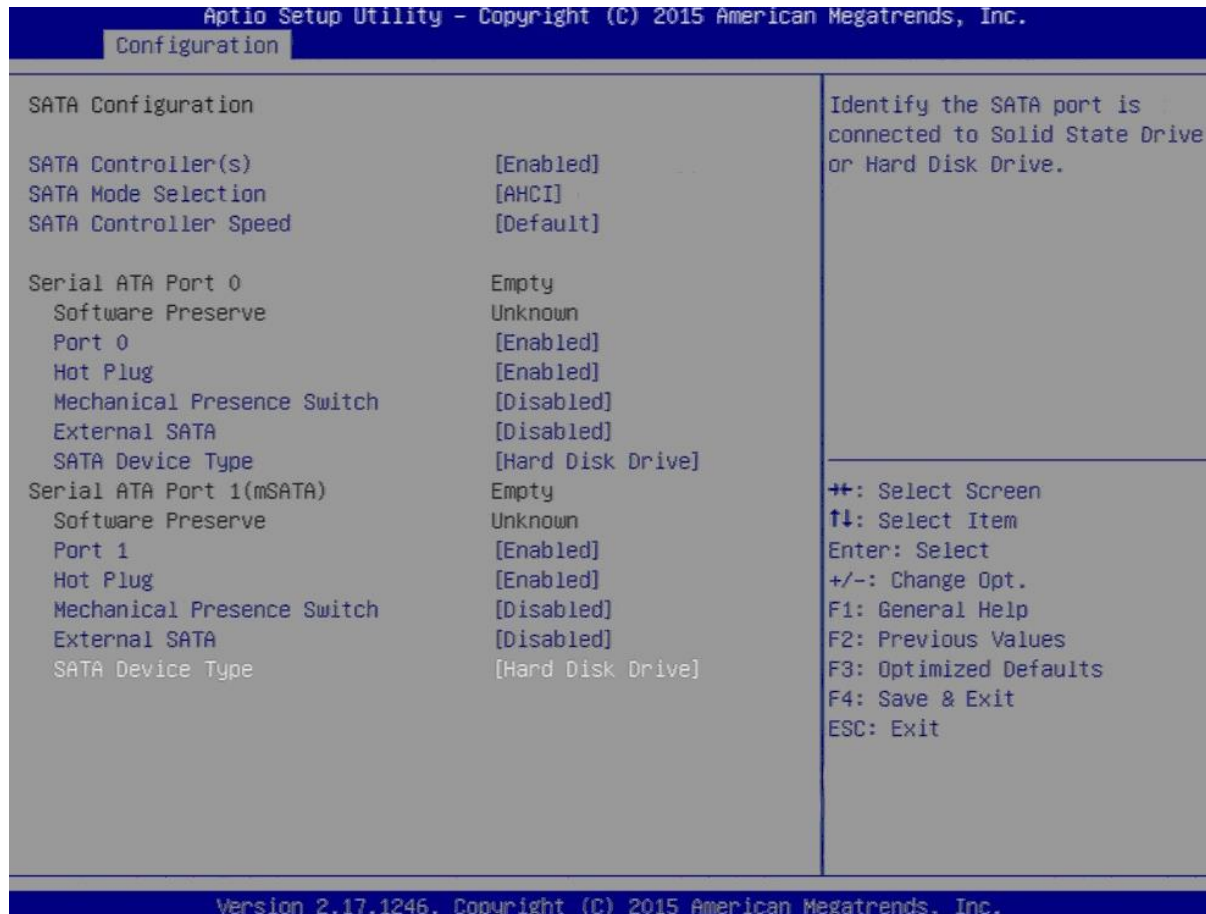 Aptio Setup Utility - Copyright (C) 2015 American Megatrends, Inc.
Configuration
SATA Configuration
SATA Controller(s) [Enabled]
SATA Mode Selection [AHCI]
SATA Controller Speed [Default]
Serial ATA Port 0 Empty
Software Preserve Unknown
Port 0 [Enabled]
Hot Plug [Enabled]
Mechanical Presence Switch [Disabled]
External SATA [Disabled]
SATA Device Type [Hard Disk Drive]
Serial ATA Port 1(mSATA) Empty
Software Preserve Unknown
Port 1 [Enabled]
Hot Plug [Enabled]
Mechanical Presence Switch [Disabled]
External SATA [Disabled]
SATA Device Type [Hard Disk Drive]
Identify the SATA port is
connected to Solid State Drive
or Hard Disk Drive.
→←: Select Screen
↑↓: Select Item
Enter: Select
+/-: Change Opt.
F1: General Help
F2: Previous Values
F3: Optimized Defaults
F4: Save & Exit
ESC: Exit
Version 2.17.1246. Copyright (C) 2015 American Megatrends, Inc.